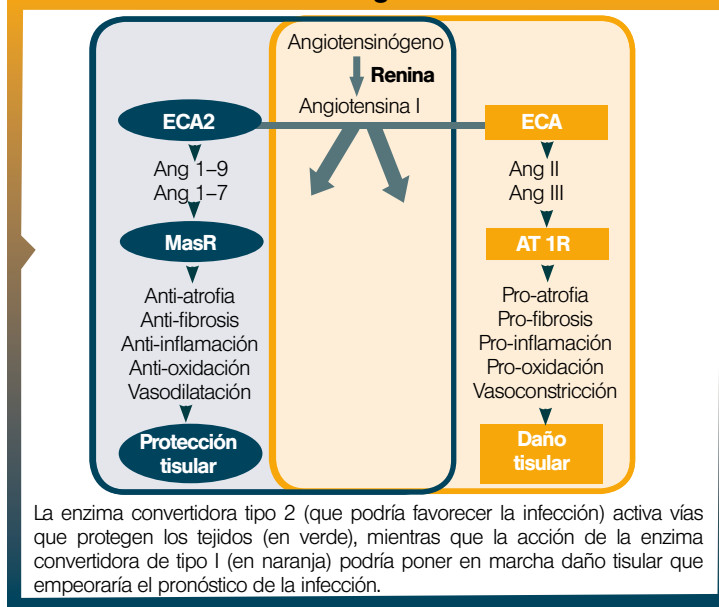 Angiotensinógeno
Renina
Angiotensina I
ECA2
ECA
Ang 1–9
Ang 1–7
Ang II
Ang III
MasR
AT 1R
Anti-atrofia
Anti-fibrosis
Anti-inflamación
Anti-oxidación
Vasodilatación
Pro-atrofia
Pro-fibrosis
Pro-inflamación
Pro-oxidación
Vasoconstricción
Protección
tisular
Daño
tisular
La enzima convertidora tipo 2 (que podría favorecer la infección) activa vías
que protegen los tejidos (en verde), mientras que la acción de la enzima
convertidora de tipo I (en naranja) podría poner en marcha daño tisular que
empeoraría el pronóstico de la infección.